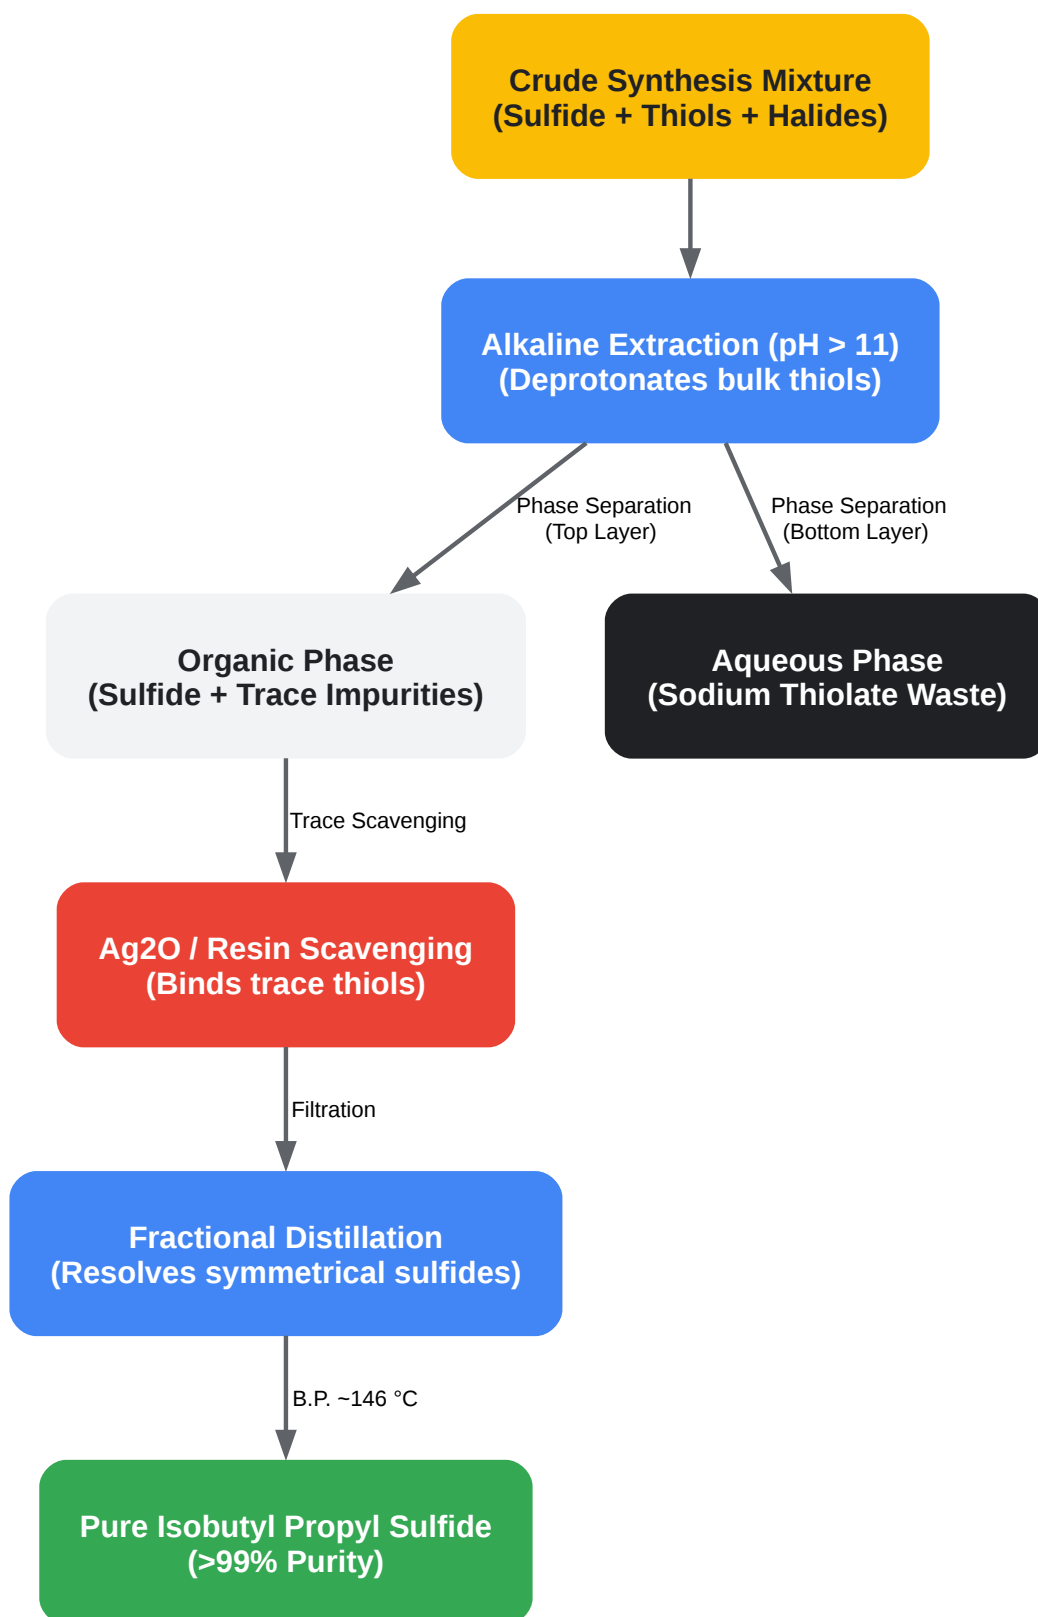 Crude Synthesis Mixture
(Sulfide + Thiols + Halides)
Alkaline Extraction (pH > 11)
(Deprotonates bulk thiols)
Phase Separation
(Top Layer)
Phase Separation
(Bottom Layer)
Organic Phase
(Sulfide + Trace Impurities)
Aqueous Phase
(Sodium Thiolate Waste)
Trace Scavenging
Ag2O / Resin Scavenging
(Binds trace thiols)
Filtration
Fractional Distillation
(Resolves symmetrical sulfides)
B.P. ~146 °C
Pure Isobutyl Propyl Sulfide
(>99% Purity)